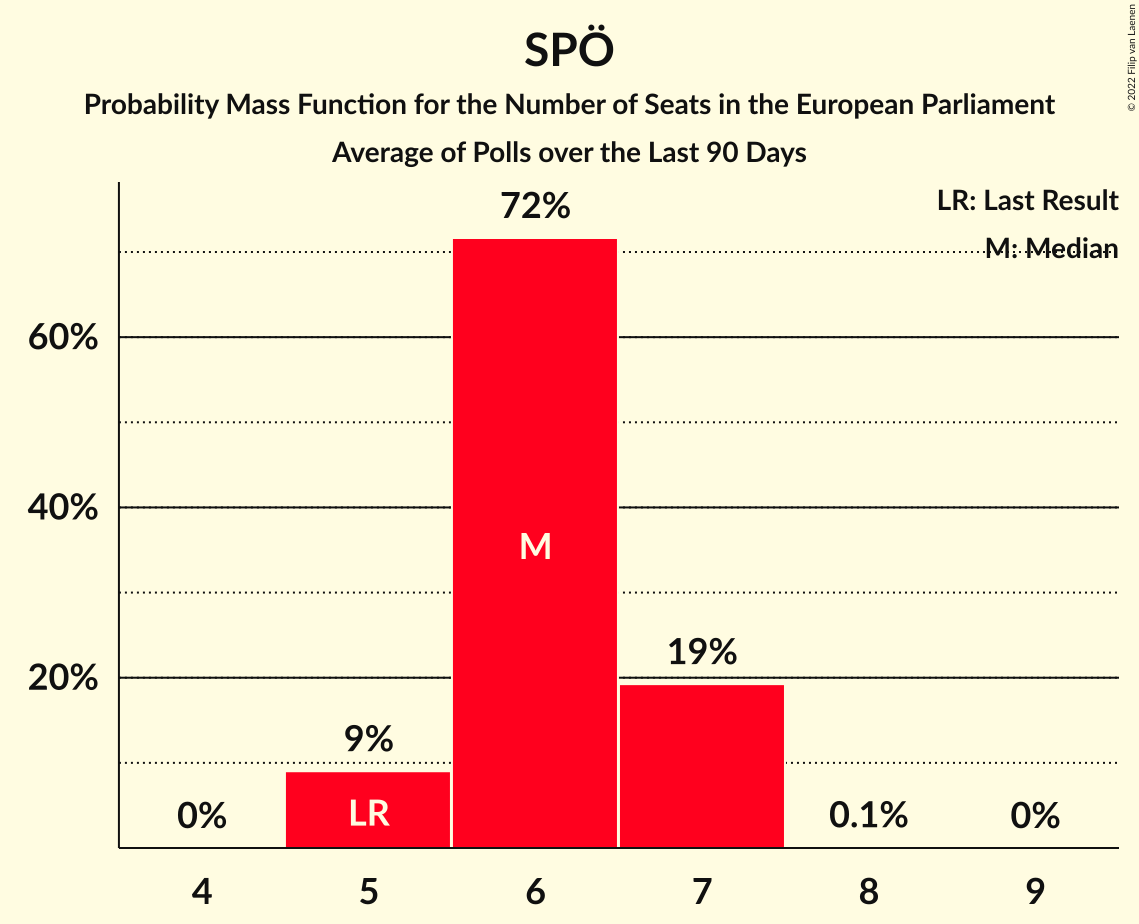 SPÖ
Probability Mass Function for the Number of Seats in the European Parliament
Average of Polls over the Last 90 Days
© 2022 Filip van Laenen
LR: Last Result
M: Median
72%
60%
40%
M
19%
20%
9%
0%
LR
0.1%
0%
4 5 6 7 8 9